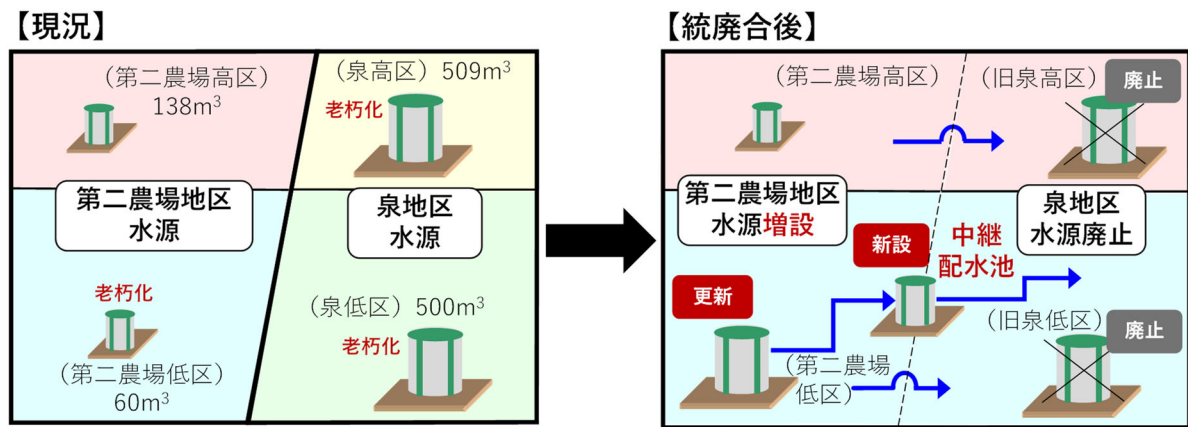 【現況】
（第二農場高区）
138m³
（泉高区）509m³
老朽化
第二農場地区
水源
泉地区
水源
老朽化
（第二農場低区）
60m³
（泉低区）500m³
老朽化
【統廃合後】
（第二農場高区）
（旧泉高区）
廃止
第二農場地区
水源増設
泉地区
水源廃止
新設
中継
配水池
更新
（第二農場
低区）
（旧泉低区）
廃止